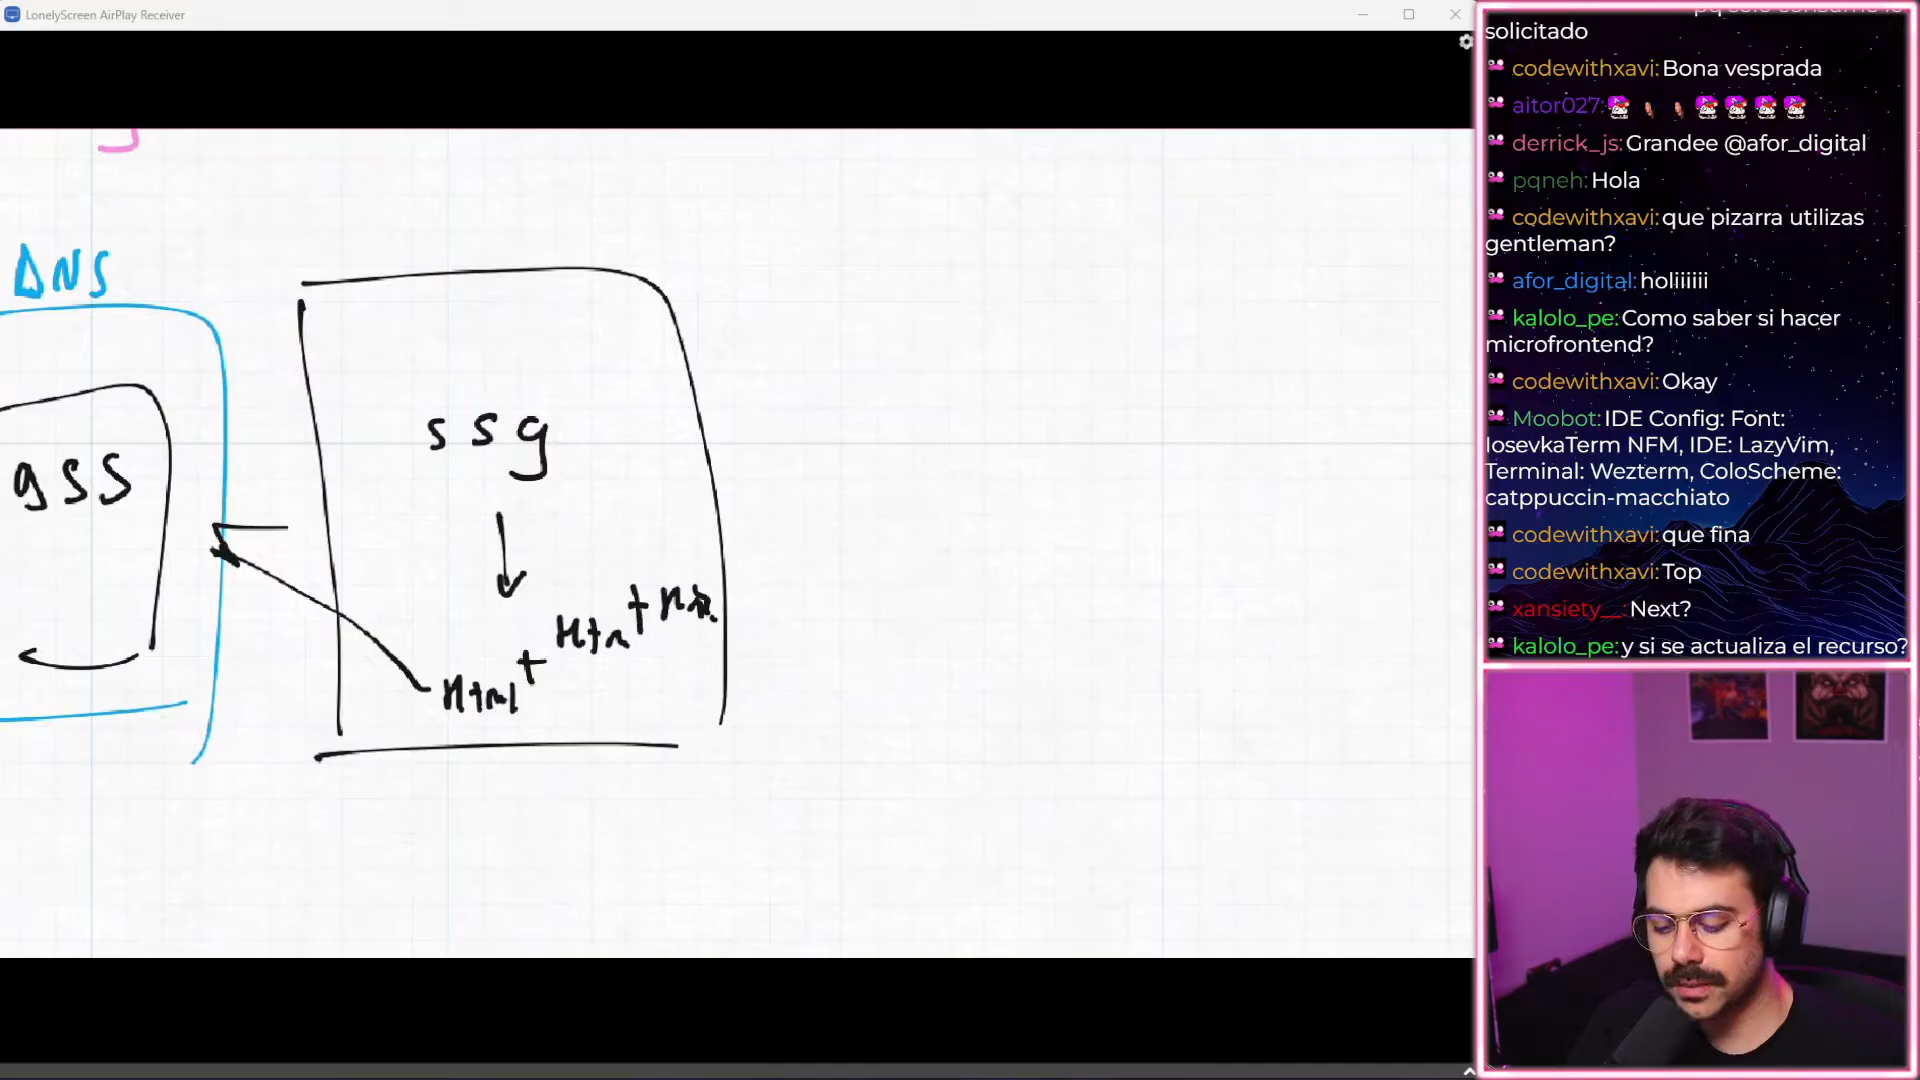 LonelyScreen AirPlay Receiver
DNS
gss
ssg
Html
+
Htm
+
solicitado
codewithxavi: Bona vesprada
aitor027:
derrick_js: Grandee @afor_digital
pqneh: Hola
codewithxavi: que pizarra utilizas
gentleman?
afor_digital: holiiiiii
kalolo_pe: Como saber si hacer
microfrontend?
codewithxavi: Okay
Moobot: IDE Config: Font:
IosevkaTerm NFM, IDE: LazyVim,
Terminal: Wezterm, ColoScheme:
catppuccin-macchiato
codewithxavi: que fina
codewithxavi: Top
xansiety__: Next?
kalolo_pe: y si se actualiza el recurso?